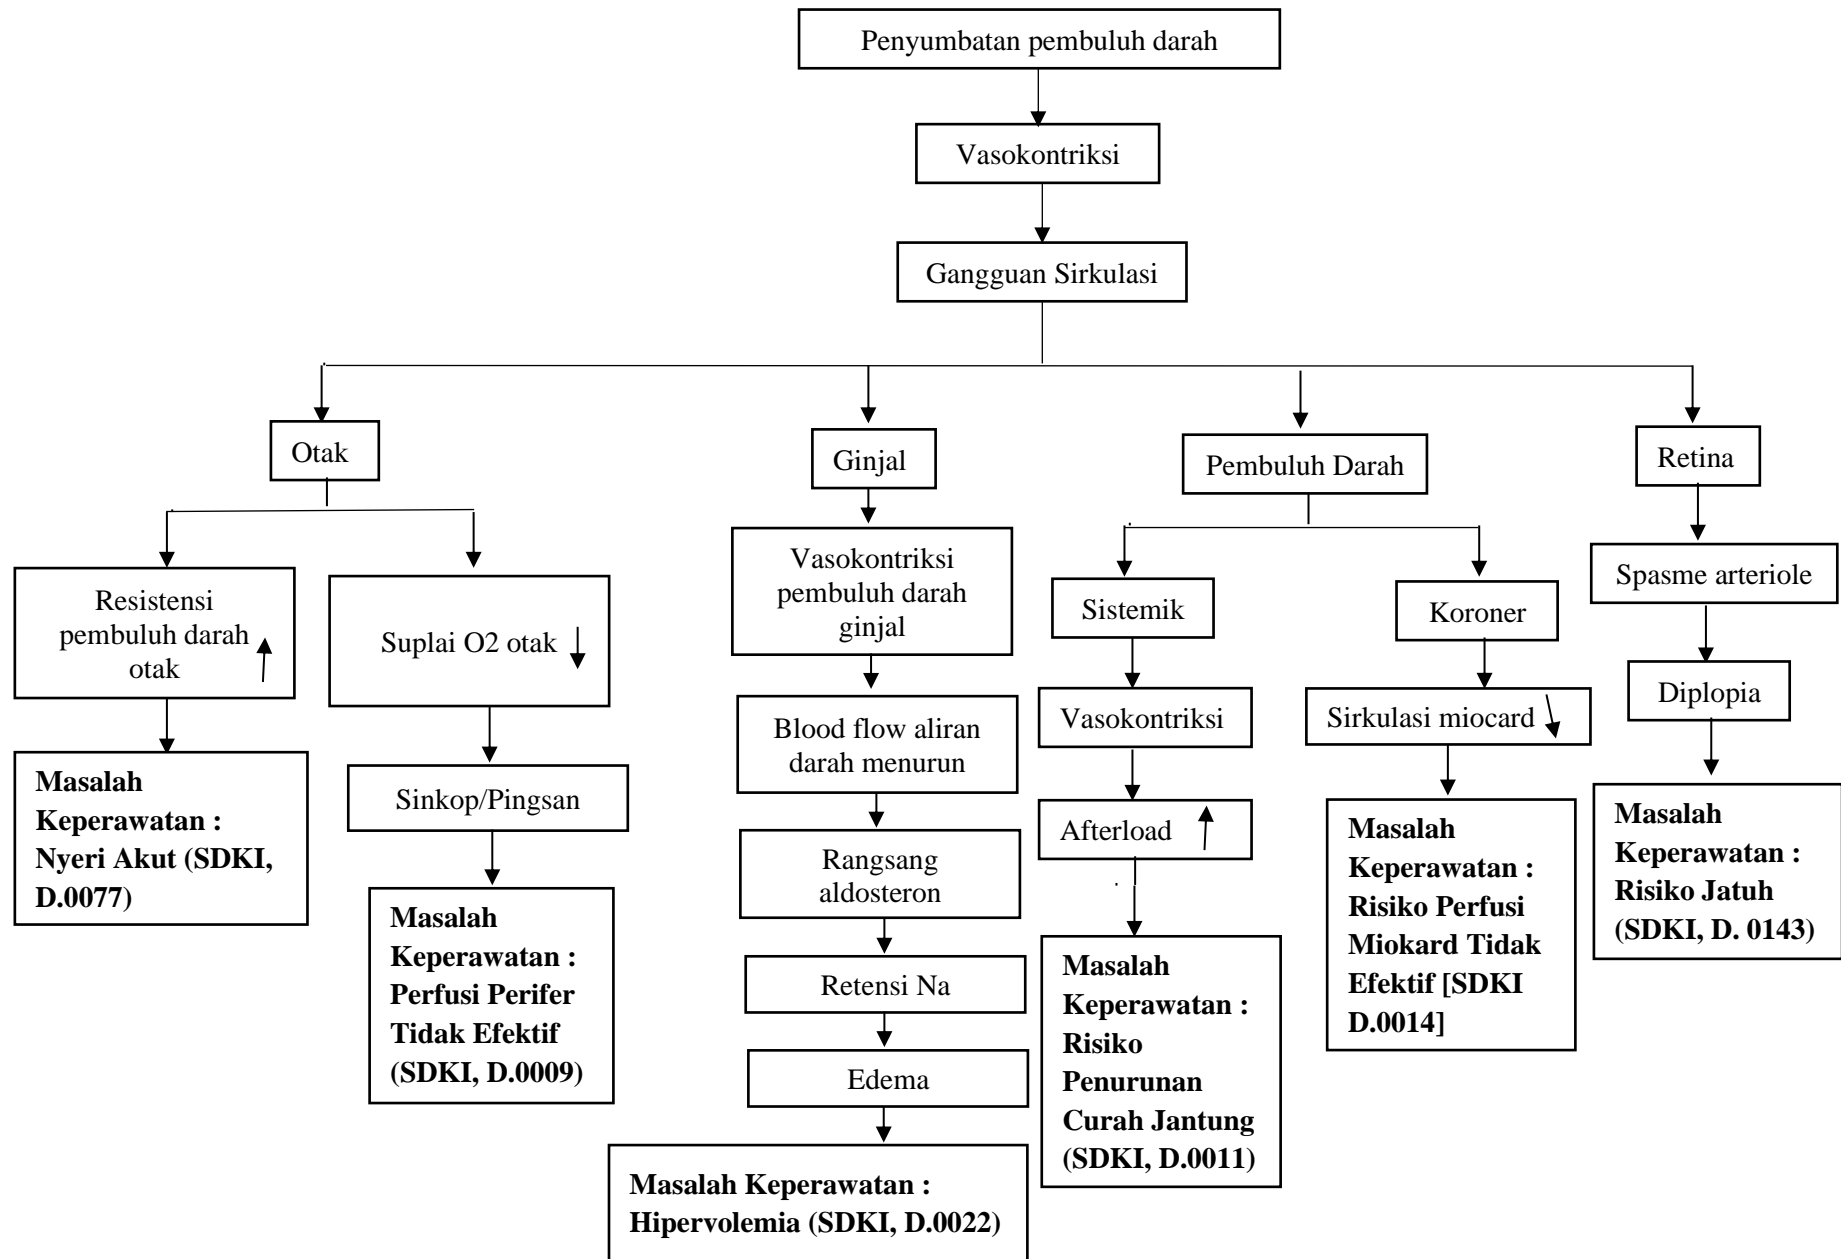 Penyumbatan pembuluh darah
Vasokontriksi
Gangguan Sirkulasi
Otak
Ginjal
Pembuluh Darah
Retina
Resistensi
pembuluh darah
otak
Suplai O2 otak
Vasokontriksi
pembuluh darah
ginjal
Sistemik
Koroner
Spasme arteriole
Masalah
Keperawatan :
Nyeri Akut (SDKI,
D.0077)
Sinkop/Pingsan
Masalah
Keperawatan :
Perfusi Perifer
Tidak Efektif
(SDKI, D.0009)
Blood flow aliran
darah menurun
Rangsang
aldosteron
Retensi Na
Edema
Masalah Keperawatan :
Hipervolemia (SDKI, D.0022)
Vasokontriksi
Afterload
Masalah
Keperawatan :
Risiko
Penurunan
Curah Jantung
(SDKI, D.0011)
Sirkulasi miocard
Masalah
Keperawatan :
Risiko Perfusi
Miokard Tidak
Efektif [SDKI
D.0014]
Diplopia
Masalah
Keperawatan :
Risiko Jatuh
(SDKI, D. 0143)